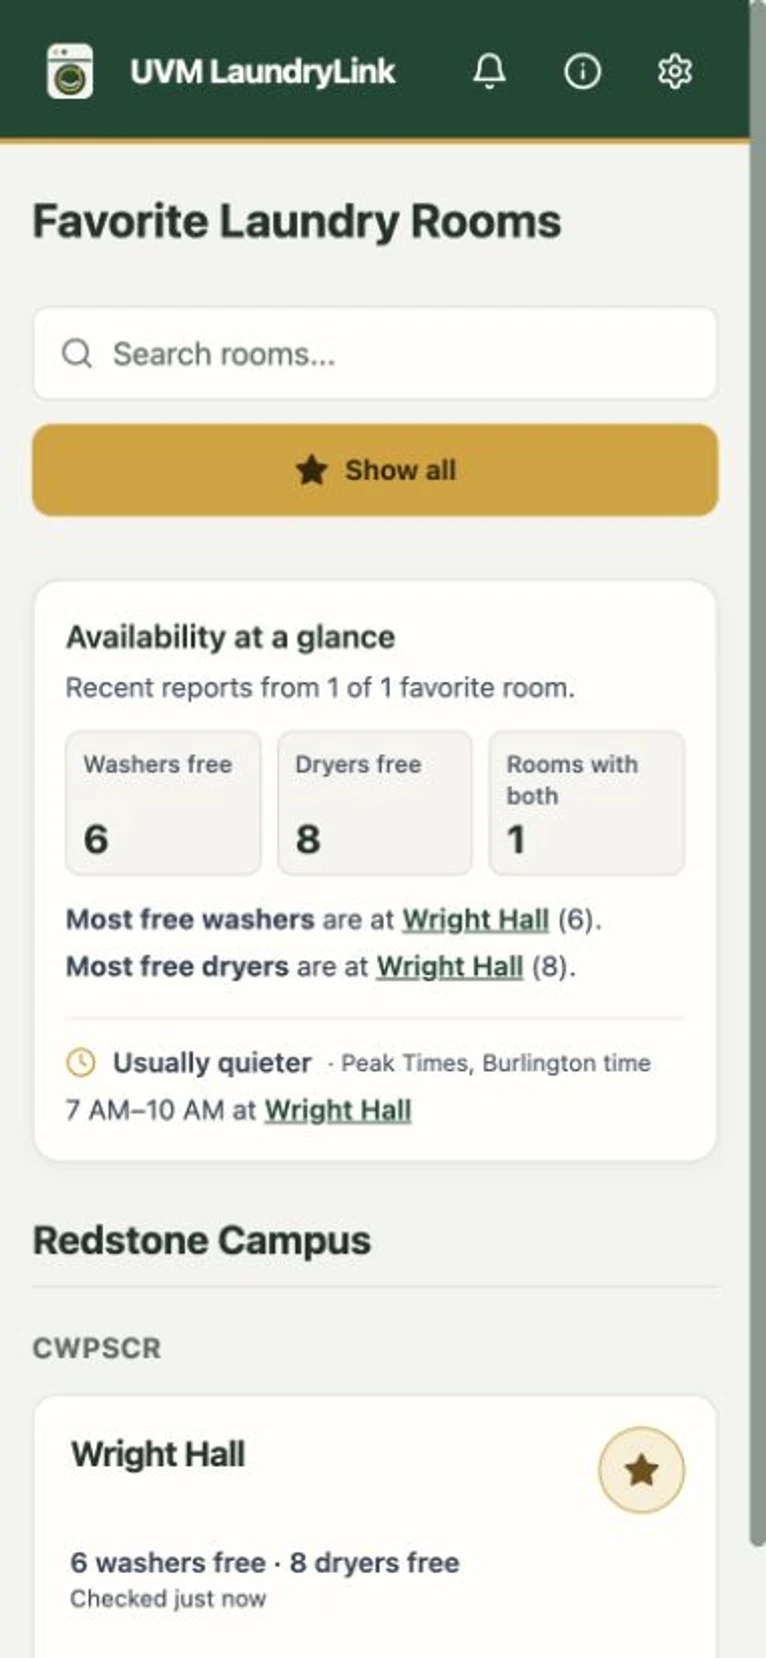 UVM LaundryLink
Favorite Laundry Rooms
Search rooms...
Show all
Availability at a glance
Recent reports from 1 of 1 favorite room.
Washers free
6
Dryers free
8
Rooms with
both
1
Most free washers are at Wright Hall (6).
Most free dryers are at Wright Hall (8).
Usually quieter · Peak Times, Burlington time
7 AM–10 AM at Wright Hall
Redstone Campus
CWPSCR
Wright Hall
6 washers free · 8 dryers free
Checked just now